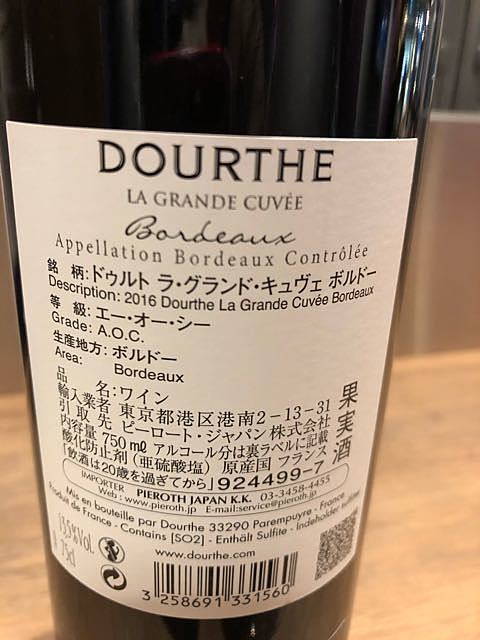 DOURTHE
LA GRANDE CUVÉE
Bordeaux
Appellation Bordeaux Contrôlée
銘 柄:ドゥルト ラ・グランド・キュヴェ ボルドー
Description: 2016 Dourthe La Grande Cuvée Bordeaux
等 級:エー・オー・シー
Grade: A.O.C.
生産地方:ボルドー
Area: Bordeaux
品 名:ワイン
輸入業者 東京都港区港南2-13-31
引 取 先 ピーロート・ジャパン株式会社
内容量 750㎖ アルコール分は裏ラベルに記載
酸化防止剤(亜硫酸塩) 原産国 フランス
「飲酒は20歳を過ぎてから」 924499-7
果実酒
IMPORTER PIEROTH JAPAN K.K. 03-3458-4455
Web : www.pieroth.jp E-mail:service@pieroth.jp
Mis en bouteille par Dourthe 33290 Parempuyre - France
Produit de France - Contains [SO2] - Enthält Sulfite - Indeholder sulfitter
13,5%Vol.
75cl
www.dourthe.com
3 258691 331560